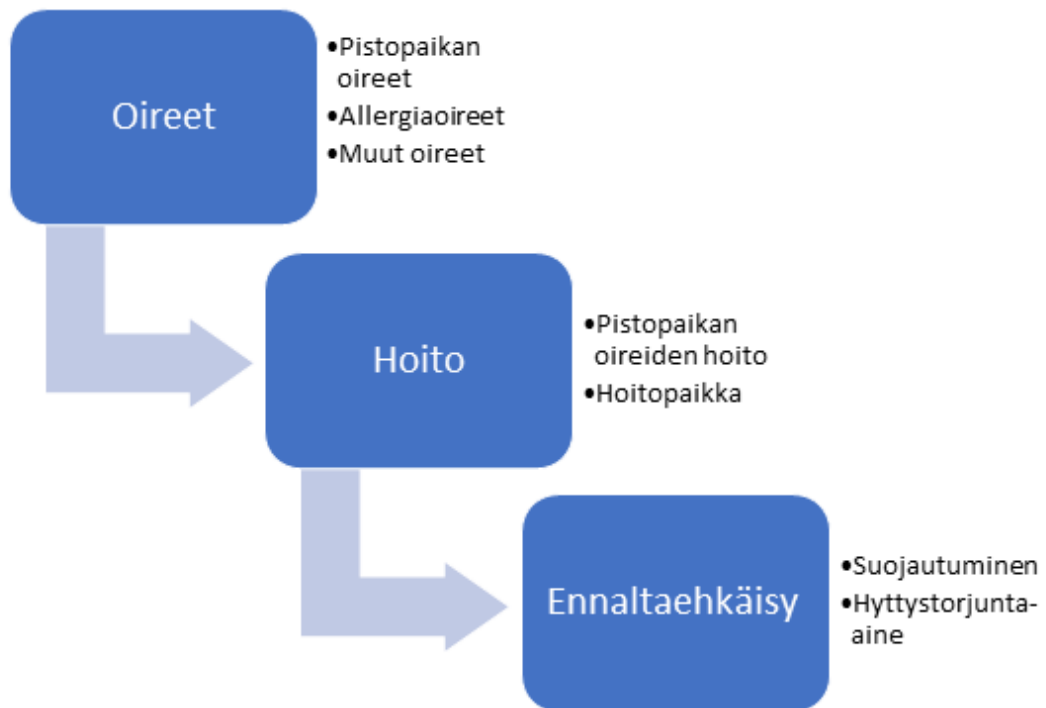 Oireet
•Pistopaikan
oireet
•Allergiaoireet
•Muut oireet
Hoito
•Pistopaikan
oireiden hoito
•Hoitopaikka
Ennaltaehkäisy
•Suojautuminen
•Hyttystorjunta-
aine